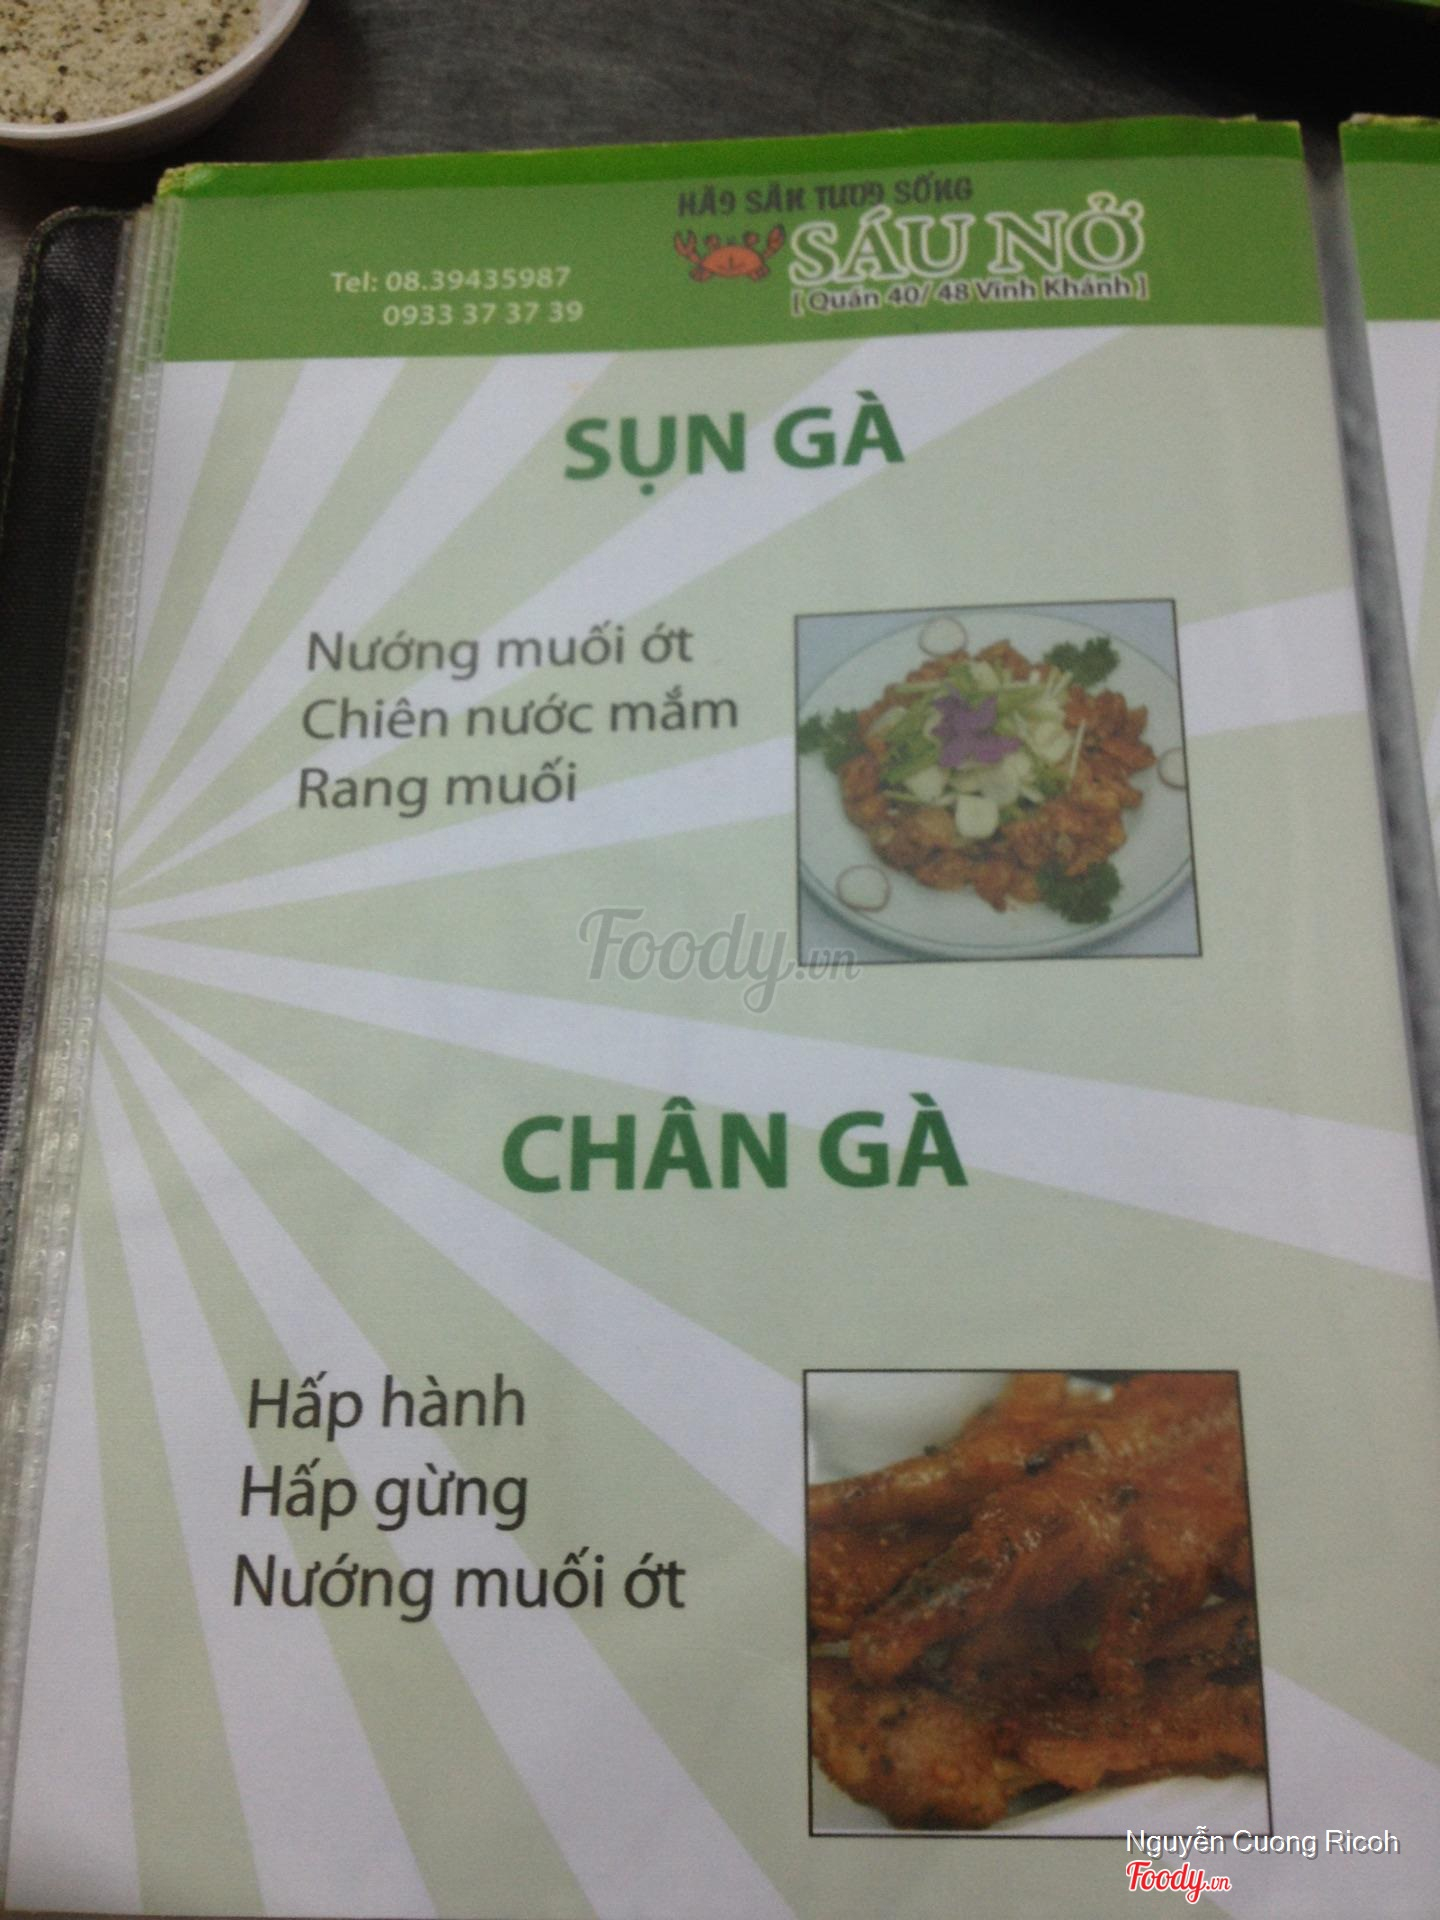 HẢI SẢN TƯƠI SỐNG
SÁU NỞ
[ Quán 40/ 48 Vĩnh Khánh ]
Tel: 08.39435987
0933 37 37 39
SỤN GÀ
Nướng muối ớt
Chiên nước mắm
Rang muối
Foody.vn
CHÂN GÀ
Hấp hành
Hấp gừng
Nướng muối ớt
Nguyễn Cuong Ricoh
Foody.vn